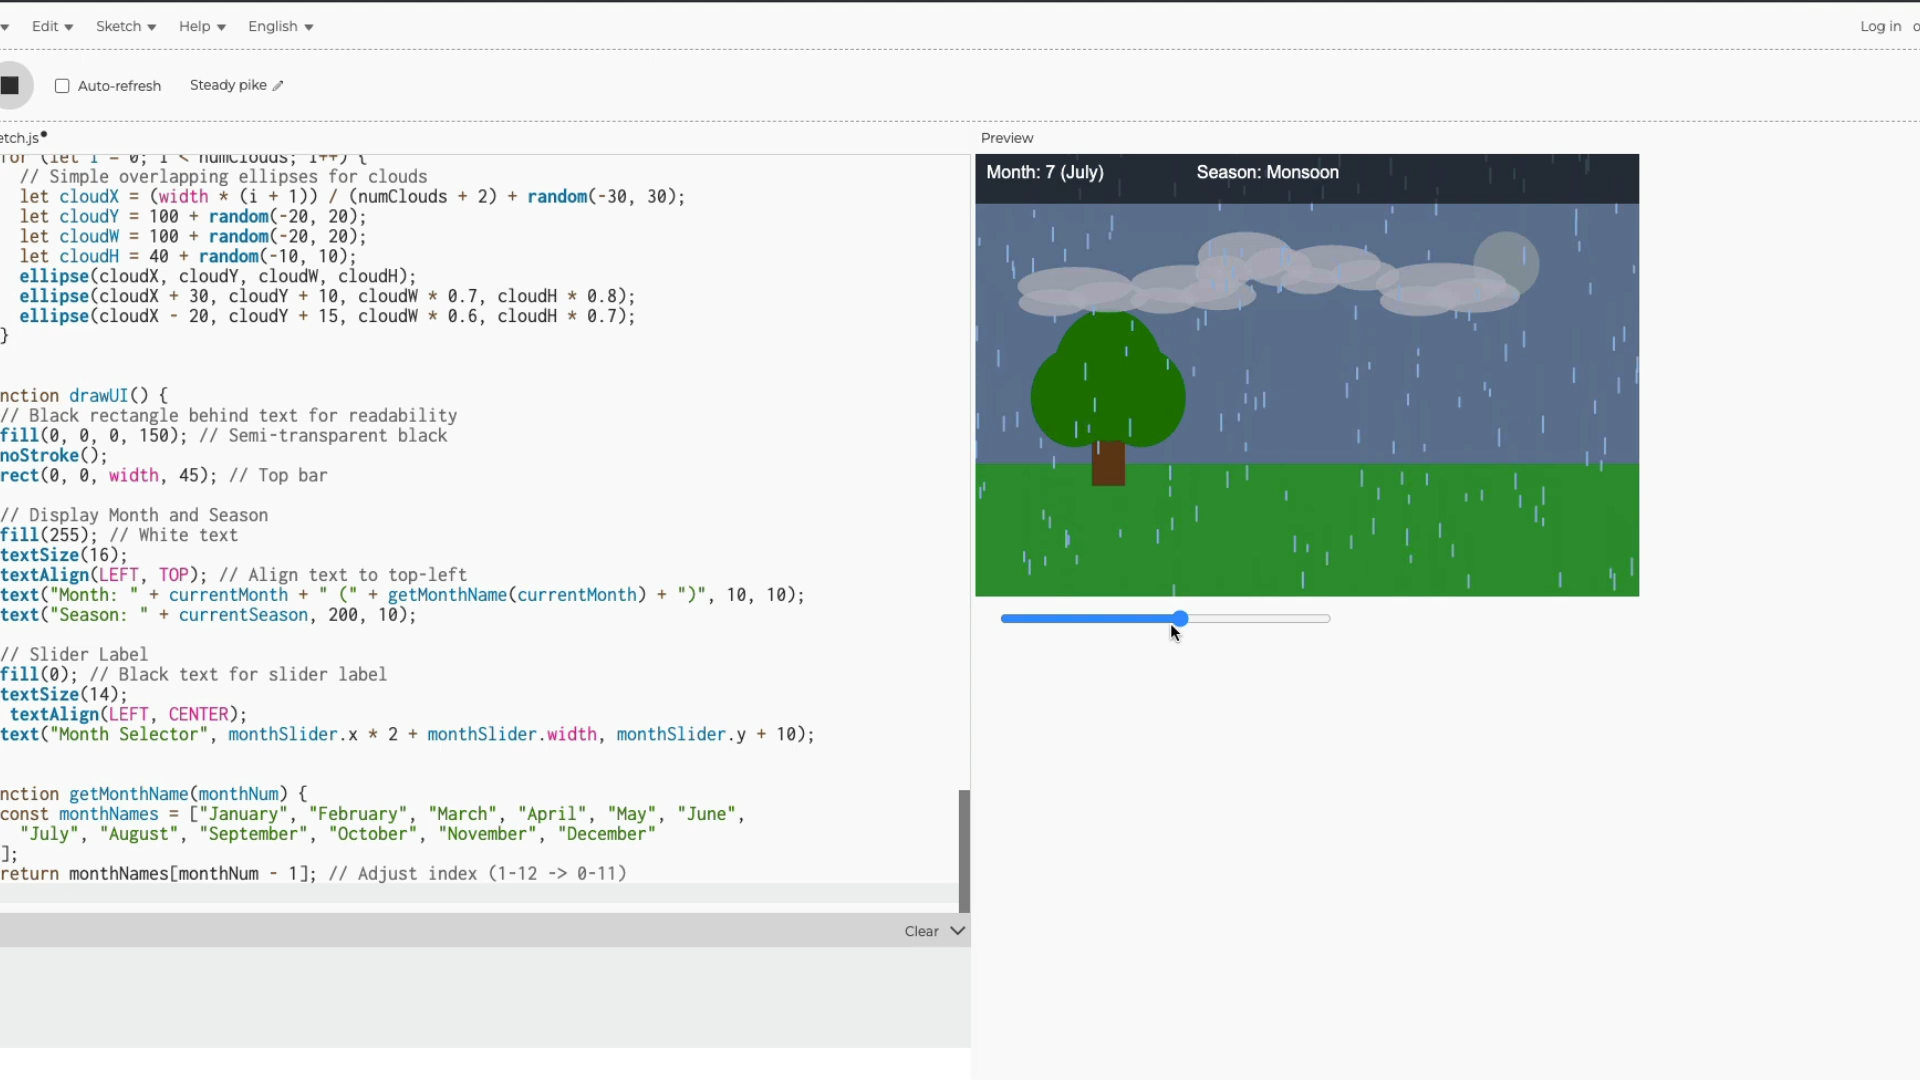 Edit Sketch Help English Log in
Auto-refresh Steady pike
etch.js Preview
for (let i = 0; i < numClouds; i++) {
// Simple overlapping ellipses for clouds
let cloudX = (width * (i + 1)) / (numClouds + 2) + random(-30, 30);
let cloudY = 100 + random(-20, 20);
let cloudW = 100 + random(-20, 20);
let cloudH = 40 + random(-10, 10);
ellipse(cloudX, cloudY, cloudW, cloudH);
ellipse(cloudX + 30, cloudY + 10, cloudW * 0.7, cloudH * 0.8);
ellipse(cloudX - 20, cloudY + 15, cloudW * 0.6, cloudH * 0.7);
}
nction drawUI() {
// Black rectangle behind text for readability
fill(0, 0, 0, 150); // Semi-transparent black
noStroke();
rect(0, 0, width, 45); // Top bar
// Display Month and Season
fill(255); // White text
textSize(16);
textAlign(LEFT, TOP); // Align text to top-left
text("Month: " + currentMonth + " (" + getMonthName(currentMonth) + ")", 10, 10);
text("Season: " + currentSeason, 200, 10);
// Slider Label
fill(0); // Black text for slider label
textSize(14);
textAlign(LEFT, CENTER);
text("Month Selector", monthSlider.x * 2 + monthSlider.width, monthSlider.y + 10);
nction getMonthName(monthNum) {
const monthNames = ["January", "February", "March", "April", "May", "June",
"July", "August", "September", "October", "November", "December"
];
return monthNames[monthNum - 1]; // Adjust index (1-12 -> 0-11)
Clear
Month: 7 (July) Season: Monsoon